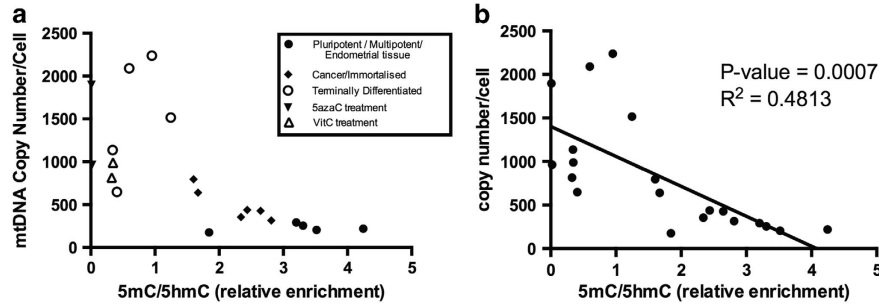 a
mtDNA Copy Number/Cell
2500
2000
1500
1000
500
0
0
1
2
3
4
5
5mC/5hmC (relative enrichment)
Pluripotent / Multipotent/
Endometrial tissue
Cancer/Immortalised
Terminally Differentiated
5azaC treatment
VitC treatment
b
copy number/cell
2500
2000
1500
1000
500
0
0
1
2
3
4
5
5mC/5hmC (relative enrichment)
P-value = 0.0007
R² = 0.4813